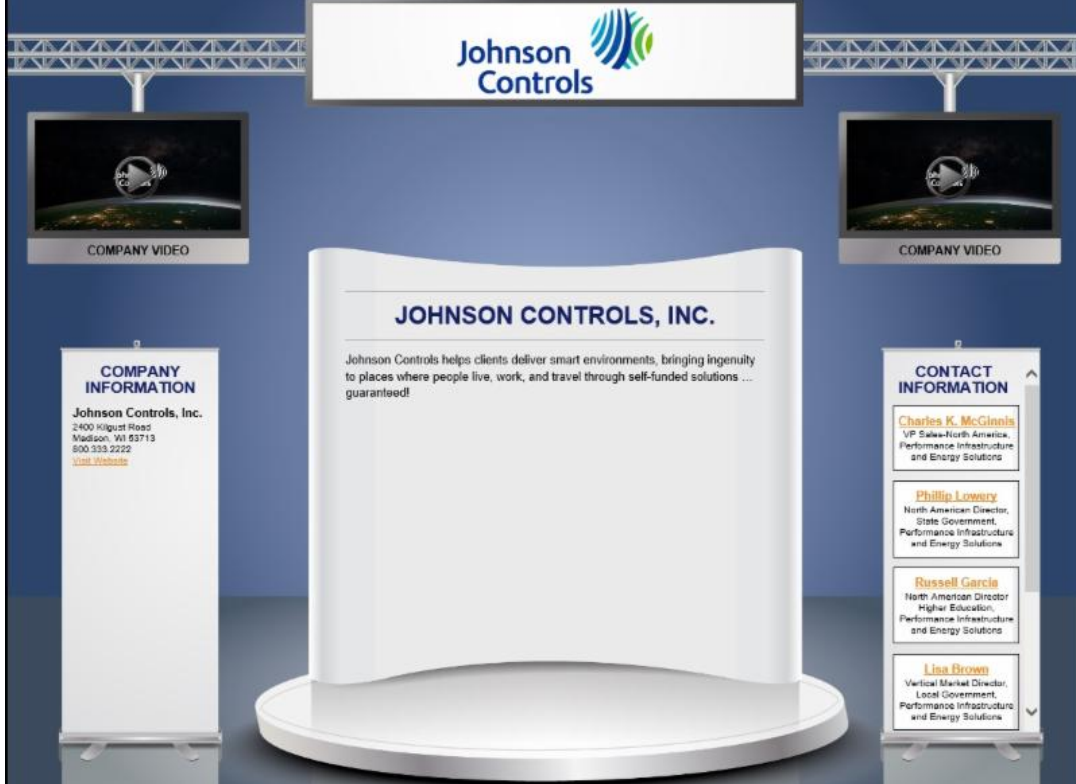 Johnson
Controls
COMPANY VIDEO
COMPANY VIDEO
JOHNSON CONTROLS, INC.
Johnson Controls helps clients deliver smart environments, bringing ingenuity
to places where people live, work, and travel through self-funded solutions ...
guaranteed!
COMPANY
INFORMATION
Johnson Controls, Inc.
2400 Kilgust Road
Madison, WI 53713
800.333.2222
Visit Website
CONTACT
INFORMATION
Charles K. McGinnis
VP Sales-North America,
Performance Infrastructure
and Energy Solutions
Phillip Lowery
North American Director,
State Government,
Performance Infrastructure
and Energy Solutions
Russell Garcia
North American Director
Higher Education,
Performance Infrastructure
and Energy Solutions
Lisa Brown
Vertical Market Director,
Local Government,
Performance Infrastructure
and Energy Solutions